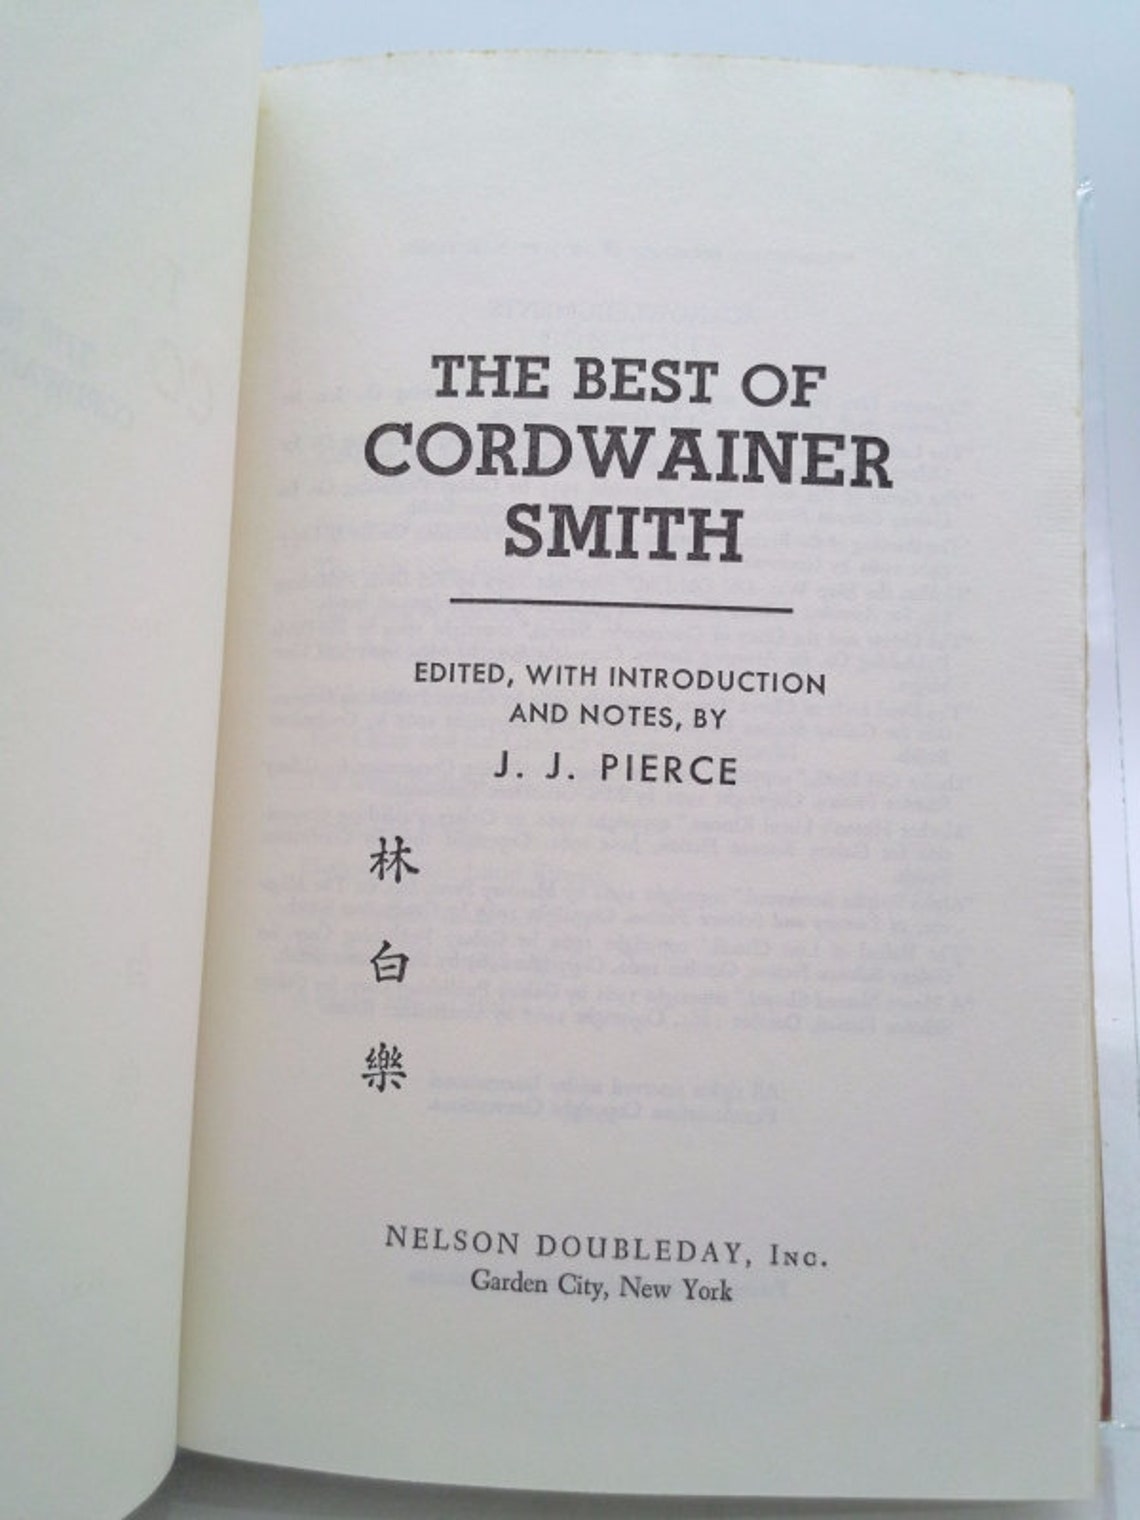 THE BEST OF
CORDWAINER
SMITH
EDITED, WITH INTRODUCTION
AND NOTES, BY
J. J. PIERCE
林
白
樂
NELSON DOUBLEDAY, INC.
Garden City, New York